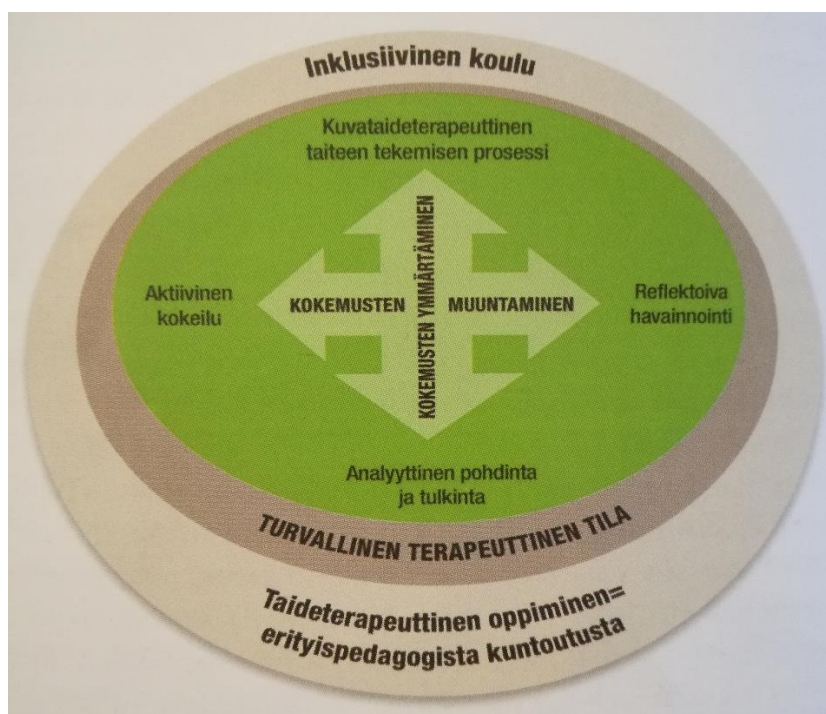 Inklusiivinen koulu
Kuvataideterapeuttinen
taiteen tekemisen prosessi
Aktiivinen
kokeilu
KOKEMUSTEN
KOKEMUSTEN YMMÄRTÄMINEN
MUUNTAMINEN
Reflektoiva
havainnointi
Analyyttinen pohdinta
ja tulkinta
TURVALLINEN TERAPEUTTINEN TILA
Taideterapeuttinen oppiminen=
erityispedagogista kuntoutusta